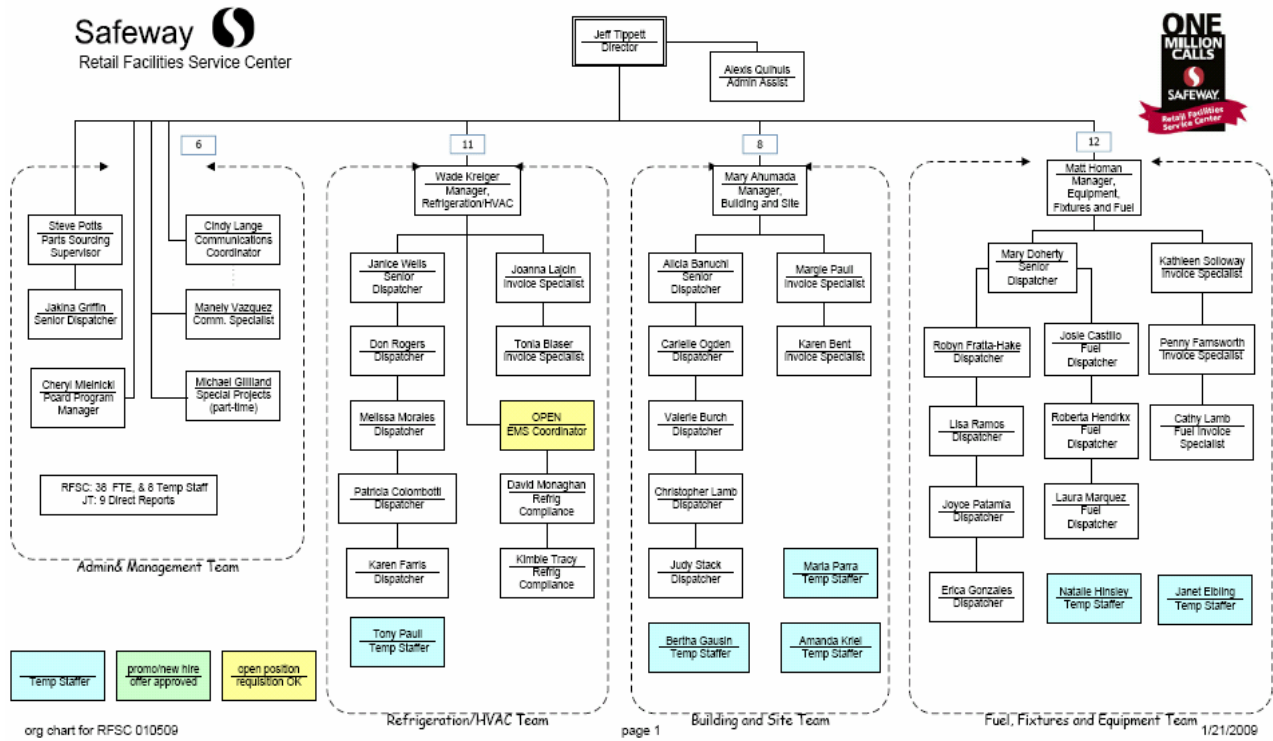 Safeway
Retail Facilities Service Center
Jeff Tippett
Director
Alexis Quihuis
Admin Assist
ONE
MILLION
CALLS
SAFEWAY
Retail Facilities
Service Center
6
11
8
12
Steve Potts
Parts Sourcing
Supervisor
Jakina Griffin
Senior Dispatcher
Cheryl Mielnicki
Pcard Program
Manager
Cindy Lange
Communications
Coordinator
Manely Vazquez
Comm. Specialist
Michael Gilliland
Special Projects
(part-time)
RFSC: 38 FTE, & 8 Temp Staff
JT: 9 Direct Reports
Admin& Management Team
Wade Kreiger
Manager,
Refrigeration/HVAC
Janice Wells
Senior
Dispatcher
Don Rogers
Dispatcher
Melissa Morales
Dispatcher
Patricia Colombotti
Dispatcher
Karen Farris
Dispatcher
Tony Paull
Temp Staffer
Joanna Lajcin
Invoice Specialist
Tonia Blaser
Invoice Specialist
OPEN
EMS Coordinator
David Monaghan
Refrig
Compliance
Kimble Tracy
Refrig
Compliance
Refrigeration/HVAC Team
Mary Ahumada
Manager,
Building and Site
Alicia Banuchi
Senior
Dispatcher
Carielle Ogden
Dispatcher
Valerie Burch
Dispatcher
Christopher Lamb
Dispatcher
Judy Stack
Dispatcher
Bertha Gausin
Temp Staffer
Margie Paull
Invoice Specialist
Karen Bent
Invoice Specialist
Maria Parra
Temp Staffer
Amanda Kriel
Temp Staffer
Building and Site Team
Matt Homan
Manager,
Equipment,
Fixtures and Fuel
Mary Doherty
Senior
Dispatcher
Robyn Fratta-Hake
Dispatcher
Lisa Ramos
Dispatcher
Joyce Patamia
Dispatcher
Erica Gonzales
Dispatcher
Josie Castillo
Fuel
Dispatcher
Roberta Hendrkx
Fuel
Dispatcher
Laura Marquez
Fuel
Dispatcher
Natalie Hinsley
Temp Staffer
Kathleen Solloway
Invoice Specialist
Penny Farnsworth
Invoice Specialist
Cathy Lamb
Fuel Invoice
Specialist
Janet Elbling
Temp Staffer
Fuel, Fixtures and Equipment Team
Temp Staffer
promo/new hire
offer approved
open position
requisition OK
org chart for RFSC 010509
page 1
1/21/2009